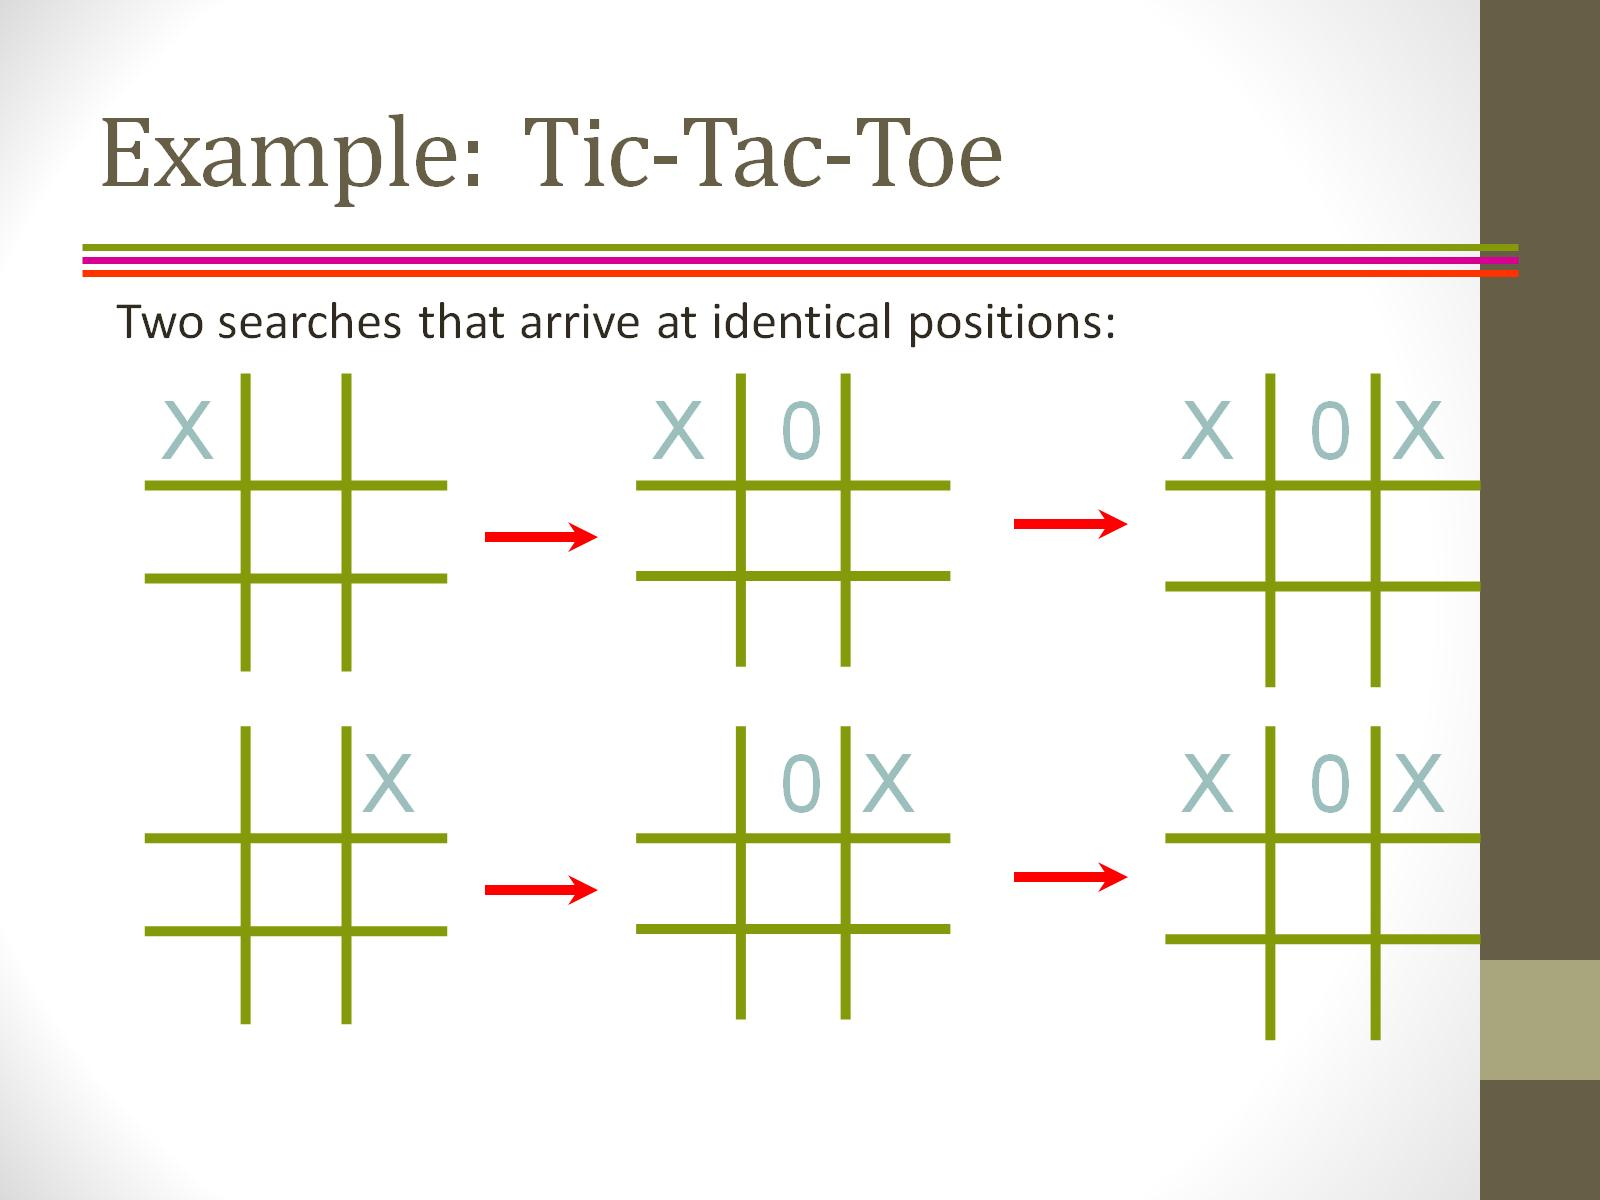 Example: Tic-Tac-Toe
Two searches that arrive at identical positions:
X
X 0
X 0 X
X
0 X
X 0 X